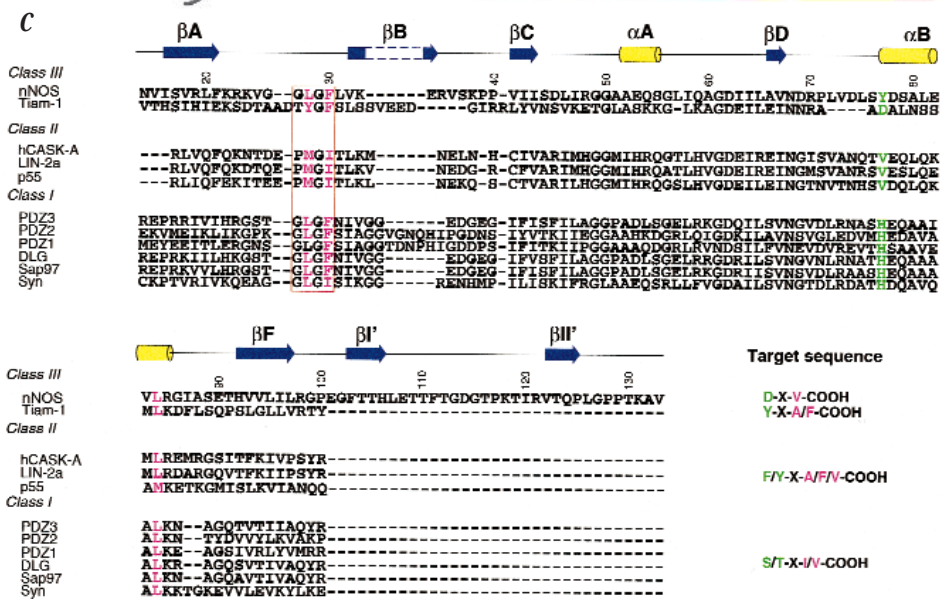 C
βA βB βC αA βD αB
Class III
20 30 40 50 60 70 80
nNOS NVISVRLFKRKVG--GLGFLVK------ERVSKPP-VIISDLIRGGAAEQSGLIQAGDIILAVNDRPLVDLSYDSALE
Tiam-1 VTHSIHIEKSDTAADTYGFSLSSVEED---GIRRLYVNSVKETGLASKKG-LKAGDEILEINNRA----ADALNSS
Class II
hCASK-A ---RLVQFQKNTDE-PMGITLKM------NELN-H-CIVARIMHGGMIHRQGTLHVGDEIREINGISVANQTVEQLQK
LIN-2a ---RLVQFQKDTQE-PMGITLKV------NEDG-R-CFVARIMHGGMIHRQATLHVGDEIREINGMSVANRSVESLQE
p55 ---RLIQFEKITEE-PMGITLKL------NEKQ-S-CTVARILHGGMIHRQGSLHVGDEILEINGTNVTNHSVDQLQK
Class I
PDZ3 REPRRIVIHRGST--GLGFNIVGG------EDGEG-IFISFILAGGPADLSGELRKGDQILSVNGVDLRNASHEQAAI
PDZ2 EKVMEIKLIKGPK--GLGFSIAGGVGNQHIPGDNS-IYVTKIIEGGAAHKDGRLQIGDKILAVNSVGLEDVMHEDAVA
PDZ1 MEYEEITLERGNS--GLGFSIAGGTDNPHIGDDPS-IFITKIIPGGAAAQDGRLRVNDSILFVNEVDVREVTHSAAVE
DLG REPRKIILHKGST--GLGFNIVGG------EDGEG-IFVSFILAGGPADLSGELRRGDRILSVNGVNLRNATHEQAAA
Sap97 REPRKVVLHRGST--GLGFNIVGG------EDGEG-IFISFILAGGPADLSGELRKGDRIISVNSVDLRAASHEQAAA
Syn CKPTVRIVKQEAG--GLGISIKGG------RENHMP-ILISKIFRGLAAEQSRLLFVGDAILSVNGTDLRDATHDQAVQ
βF βI’ βII’
Target sequence
Class III
90 100 110 120 130
nNOS VLRGIASETHVVLILRGPEGFTTHLETTFTGDGTPKTIRVTQPLGPPTKAV D-X-V-COOH
Tiam-1 MLKDFLSQPSLGLLVRTY--------------------------------- Y-X-A/F-COOH
Class II
hCASK-A MLREMRGSITFKIVPSYR---------------------------------
LIN-2a MLRDARGQVTFKIIPSYR--------------------------------- F/Y-X-A/F/V-COOH
p55 AMKETKGMISLKVIANQQ---------------------------------
Class I
PDZ3 ALKN--AGQTVTIIAQYR---------------------------------
PDZ2 ALKN--TYDVVYLKVAKP---------------------------------
PDZ1 ALKE--AGSIVRLYVMRR---------------------------------
DLG ALKR--AGQSVTIVAQYR--------------------------------- S/T-X-I/V-COOH
Sap97 ALKN--AGQAVTIVAQYR---------------------------------
Syn ALKKTGKEVVLEVKYLKE---------------------------------